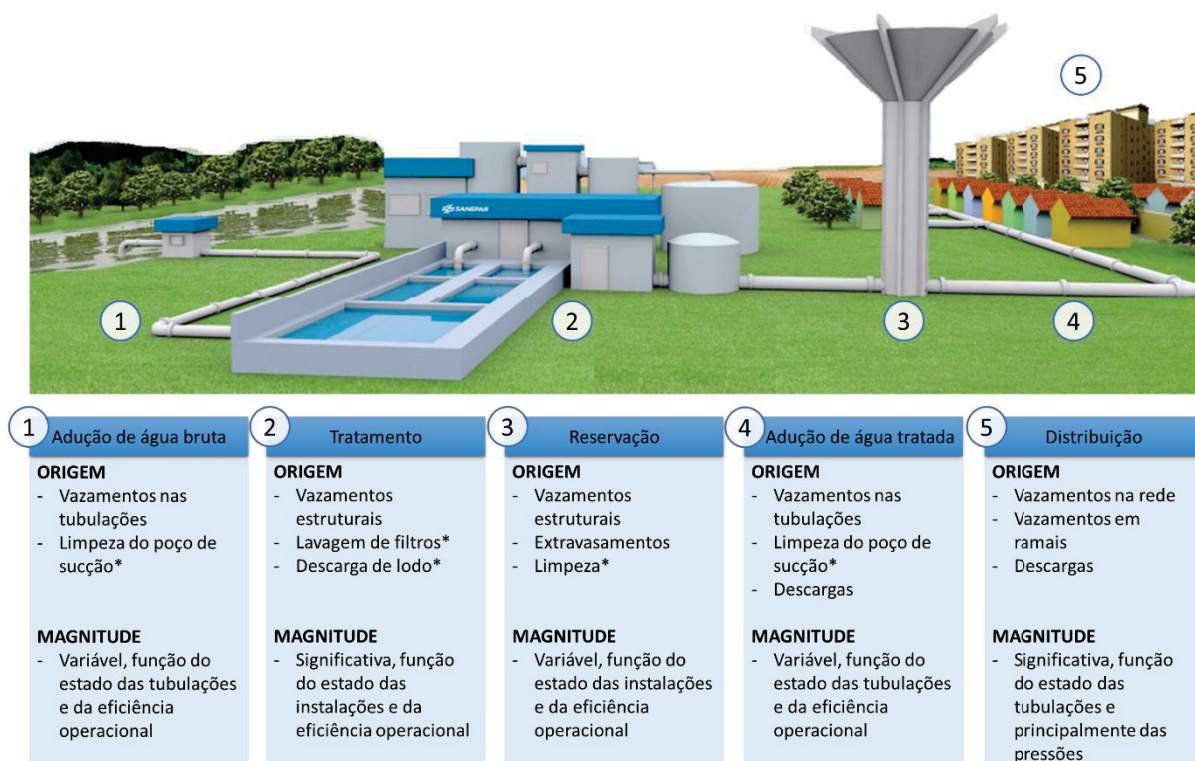 5
SANEPAR
1
2
3
4
1 Adução de água bruta
ORIGEM
- Vazamentos nas
tubulações
- Limpeza do poço de
sucção*
MAGNITUDE
- Variável, função do
estado das tubulações
e da eficiência
operacional
2 Tratamento
ORIGEM
- Vazamentos
estruturais
- Lavagem de filtros*
- Descarga de lodo*
MAGNITUDE
- Significativa, função
do estado das
instalações e da
eficiência operacional
3 Reservação
ORIGEM
- Vazamentos
estruturais
- Extravasamentos
- Limpeza*
MAGNITUDE
- Variável, função do
estado das instalações
e da eficiência
operacional
4 Adução de água tratada
ORIGEM
- Vazamentos nas
tubulações
- Limpeza do poço de
sucção*
- Descargas
MAGNITUDE
- Variável, função do
estado das tubulações
e da eficiência
operacional
5 Distribuição
ORIGEM
- Vazamentos na rede
- Vazamentos em
ramais
- Descargas
MAGNITUDE
- Significativa, função
do estado das
tubulações e
principalmente das
pressões